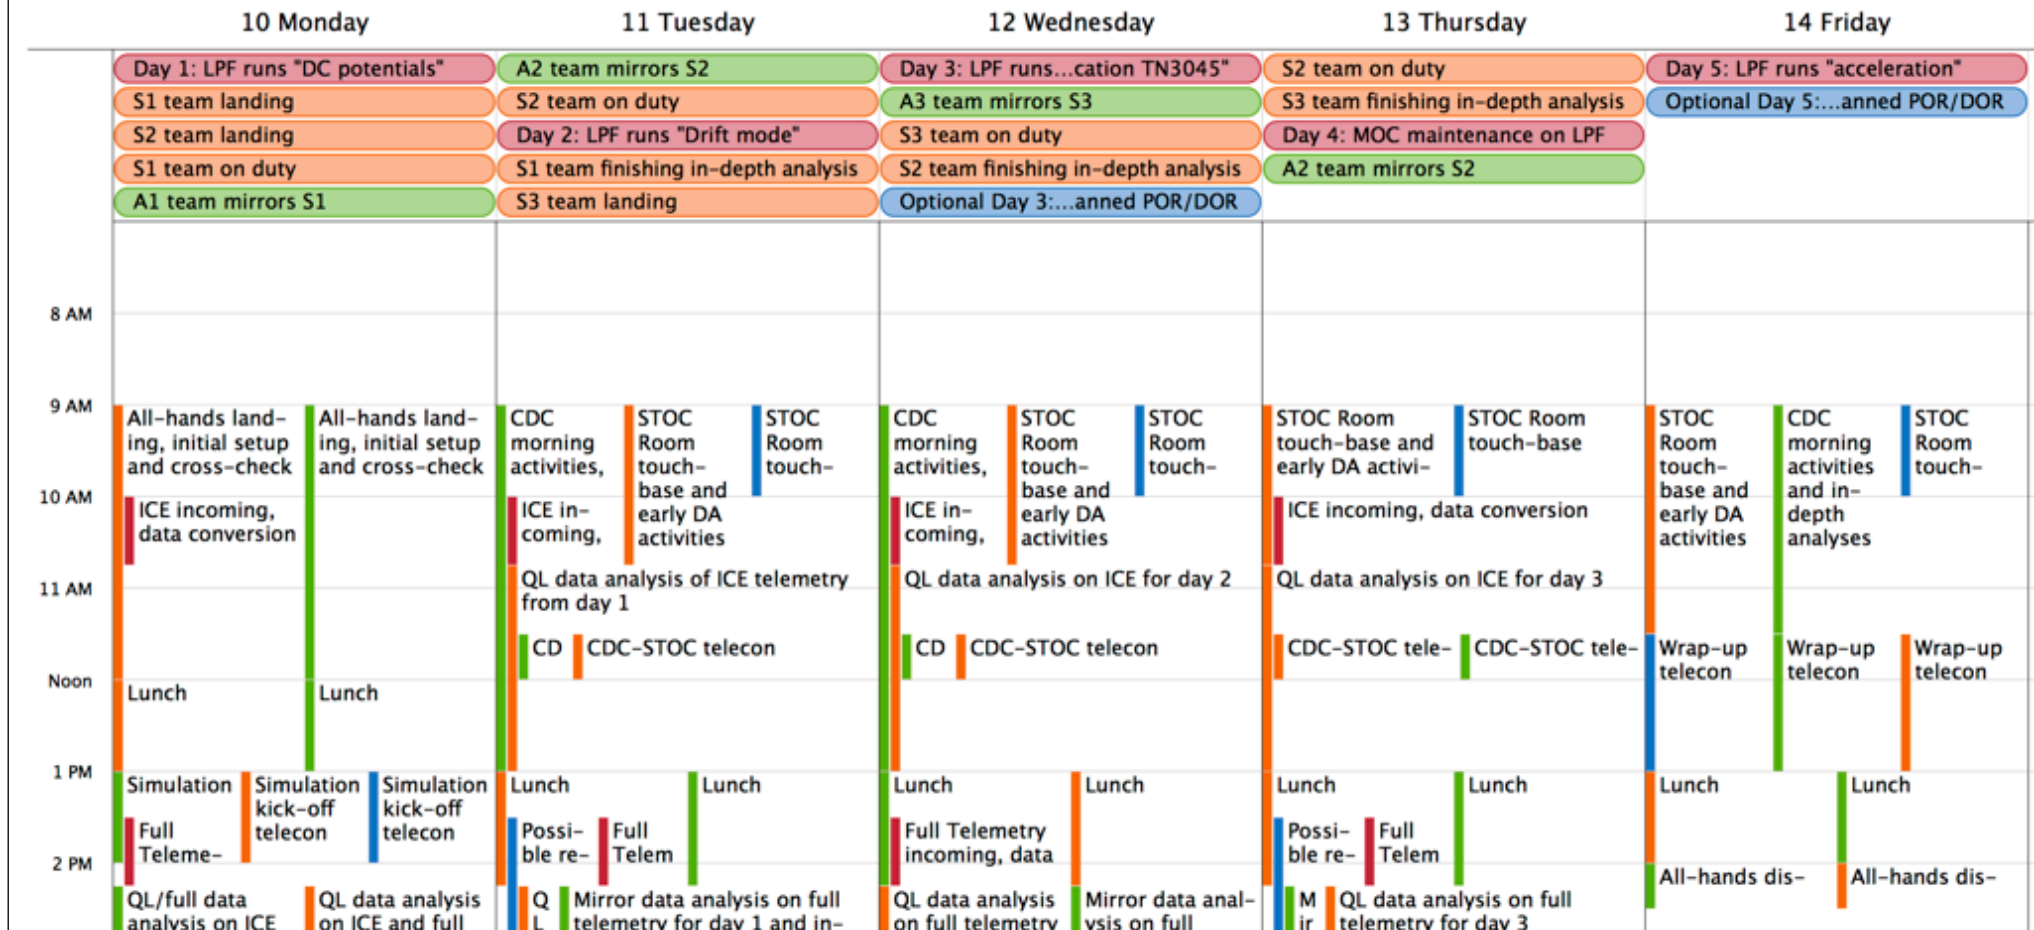 10 Monday
11 Tuesday
12 Wednesday
13 Thursday
14 Friday
Day 1: LPF runs "DC potentials"
S1 team landing
S2 team landing
S1 team on duty
A1 team mirrors S1
A2 team mirrors S2
S2 team on duty
Day 2: LPF runs "Drift mode"
S1 team finishing in-depth analysis
S3 team landing
Day 3: LPF runs...cation TN3045"
A3 team mirrors S3
S3 team on duty
S2 team finishing in-depth analysis
Optional Day 3:...anned POR/DOR
S2 team on duty
S3 team finishing in-depth analysis
Day 4: MOC maintenance on LPF
A2 team mirrors S2
Day 5: LPF runs "acceleration"
Optional Day 5:...anned POR/DOR
8 AM
9 AM
10 AM
11 AM
Noon
1 PM
2 PM
All-hands land-
ing, initial setup
and cross-check
All-hands land-
ing, initial setup
and cross-check
ICE incoming,
data conversion
Lunch
Lunch
Simulation
Simulation
kick-off
telecon
Simulation
kick-off
telecon
Full
Teleme-
QL/full data
analysis on ICE
QL data analysis
on ICE and full
CDC
morning
activities,
STOC
Room
touch-
base and
early DA
activities
STOC
Room
touch-
ICE in-
coming,
QL data analysis of ICE telemetry
from day 1
CD
CDC-STOC telecon
Lunch
Lunch
Possi-
ble re-
Full
Telem
Q
L
Mirror data analysis on full
telemetry for day 1 and in-
CDC
morning
activities,
STOC
Room
touch-
base and
early DA
activities
STOC
Room
touch-
ICE in-
coming,
QL data analysis on ICE for day 2
CD
CDC-STOC telecon
Lunch
Lunch
Full Telemetry
incoming, data
QL data analysis
on full telemetry
Mirror data anal-
ysis on full
STOC Room
touch-base and
early DA activi-
STOC Room
touch-base
ICE incoming, data conversion
QL data analysis on ICE for day 3
CDC-STOC tele-
CDC-STOC tele-
Lunch
Lunch
Possi-
ble re-
Full
Telem
M
ir
QL data analysis on full
telemetry for day 3
STOC
Room
touch-
base and
early DA
activities
CDC
morning
activities
and in-
depth
analyses
STOC
Room
touch-
Wrap-up
telecon
Wrap-up
telecon
Wrap-up
telecon
Lunch
Lunch
All-hands dis-
All-hands dis-